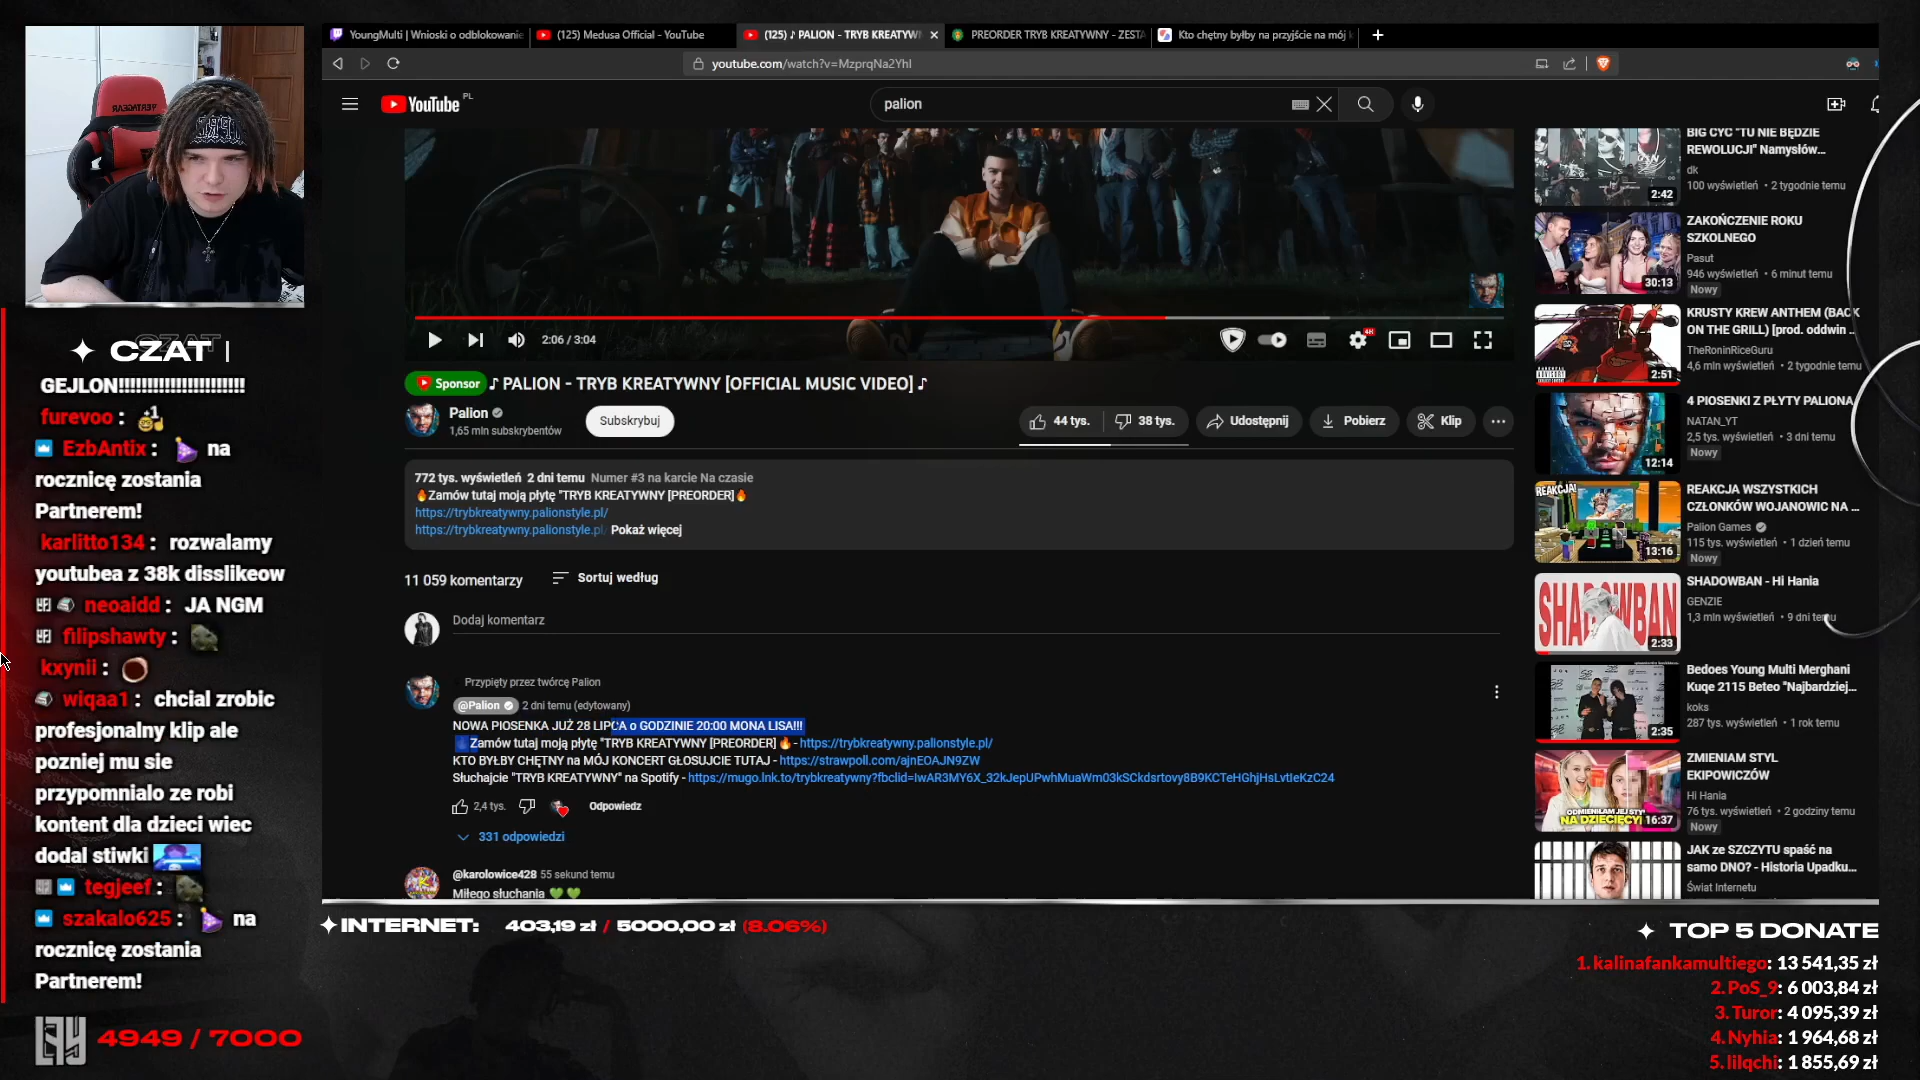 YoungMulti | Wnioski o odblokowanie
(125) Medusa Official - YouTube
(125) ♪ PALION - TRYB KREATYWN
PREORDER TRYB KREATYWNY - ZESTA
Kto chętny byłby na przyjście na mój k
youtube.com/watch?v=MzprqNa2YhI
YouTube PL
palion
2:06 / 3:04
Sponsor ♪ PALION - TRYB KREATYWNY [OFFICIAL MUSIC VIDEO] ♪
Palion
1,65 mln subskrybentów
Subskrybuj
44 tys.
38 tys.
Udostępnij
Pobierz
Klip
772 tys. wyświetleń 2 dni temu Numer #3 na karcie Na czasie
🔥Zamów tutaj moją płytę "TRYB KREATYWNY [PREORDER]🔥
https://trybkreatywny.palionstyle.pl/
https://trybkreatywny.palionstyle.pl/ Pokaż więcej
11 059 komentarzy
Sortuj według
Dodaj komentarz
Przypięty przez twórcę Palion
@Palion 2 dni temu (edytowany)
NOWA PIOSENKA JUŻ 28 LIPCA o GODZINIE 20:00 MONA LISA!!!
Zamów tutaj moją płytę "TRYB KREATYWNY [PREORDER] 🔥 - https://trybkreatywny.palionstyle.pl/
KTO BYŁBY CHĘTNY na MÓJ KONCERT GŁOSUJCIE TUTAJ - https://strawpoll.com/ajnEOAJN9ZW
Słuchajcie "TRYB KREATYWNY" na Spotify - https://mugo.lnk.to/trybkreatywny?fbclid=IwAR3MY6X_32kJepUPwhMuaWm03kSCkdsrtovy8B9KCTeHGhjHsLvtIeKzC24
2,4 tys.
Odpowiedz
331 odpowiedzi
@karolowice428 55 sekund temu
Miłego słuchania 💚 💚
BIG CYC "TU NIE BĘDZIE
REWOLUCJI" Namysłów...
dk
100 wyświetleń • 2 tygodnie temu
2:42
ZAKOŃCZENIE ROKU
SZKOLNEGO
Pasut
946 wyświetleń • 6 minut temu
Nowy
30:13
KRUSTY KREW ANTHEM (BACK
ON THE GRILL) [prod. oddwin ...
TheRoninRiceGuru
4,6 mln wyświetleń • 2 tygodnie temu
2:51
4 PIOSENKI Z PŁYTY PALIONA
NATAN_YT
2,5 tys. wyświetleń • 3 dni temu
Nowy
12:14
REAKCJA!
REAKCJA WSZYSTKICH
CZŁONKÓW WOJANOWIC NA ...
Palion Games
115 tys. wyświetleń • 1 dzień temu
Nowy
13:16
SHADOWBAN
SHADOWBAN - Hi Hania
GENZIE
1,3 mln wyświetleń • 9 dni temu
2:33
Bedoes Young Multi Merghani
Kuqe 2115 Beteo "Najbardziej...
koks
287 tys. wyświetleń • 1 rok temu
2:35
ZMIENIAM STYL
EKIPOWICZÓW
Hi Hania
76 tys. wyświetleń • 2 godziny temu
Nowy
ODMIENIŁAM JEJ STYL
NA DZIECIĘCY!
16:37
JAK ze SZCZYTU spaść na
samo DNO? - Historia Upadku...
Świat Internetu
CZAT |
GEJLON!!!!!!!!!!!!!!!!!!!!!!!
furevoo : +1
EzbAntix : na
rocznicę zostania
Partnerem!
karlitto134 : rozwalamy
youtubea z 38k disslikeow
neoaidd : JA NGM
filipshawty :
kxynii :
wiqaa1 : chcial zrobic
profesjonalny klip ale
pozniej mu sie
przypomnialo ze robi
kontent dla dzieci wiec
dodal stiwki
tegjeef :
szakalo625 : na
rocznicę zostania
Partnerem!
4949 / 7000
INTERNET: 403,19 zł / 5000,00 zł (8.06%)
TOP 5 DONATE
1. kalinafankamultiego: 13 541,35 zł
2. PoS_9: 6 003,84 zł
3. Turor: 4 095,39 zł
4. Nyhia: 1 964,68 zł
5. lilqchi: 1 855,69 zł